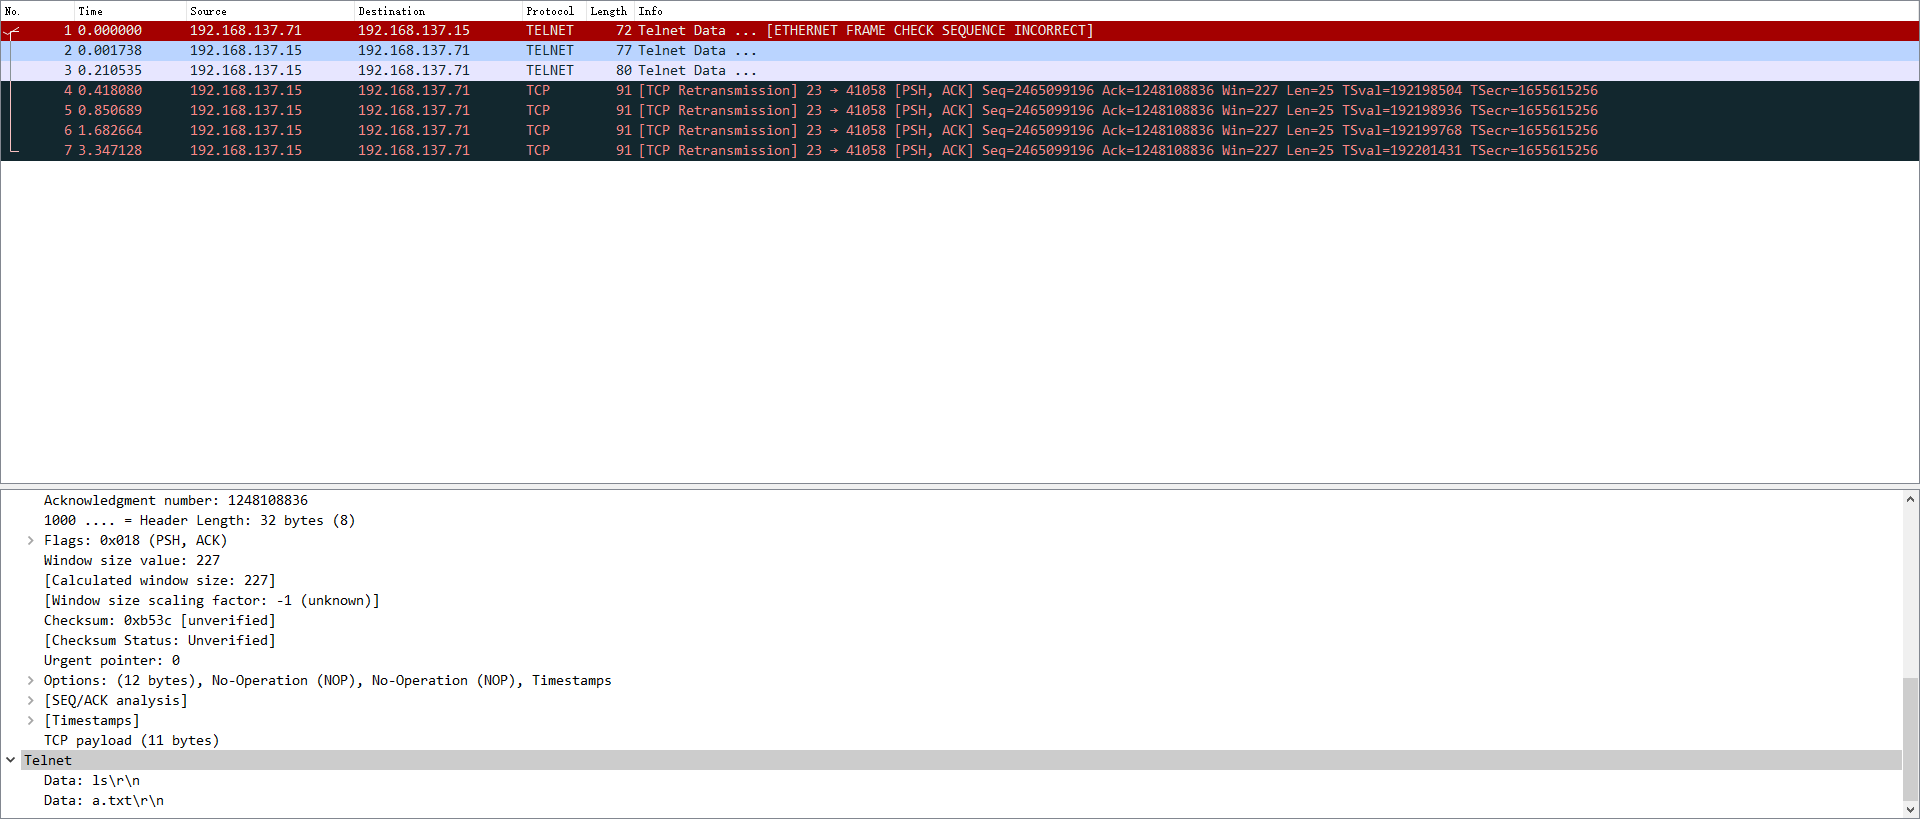 No. Time Source Destination Protocol Length Info
1 0.000000 192.168.137.71 192.168.137.15 TELNET 72 Telnet Data ... [ETHERNET FRAME CHECK SEQUENCE INCORRECT]
2 0.001738 192.168.137.15 192.168.137.71 TELNET 77 Telnet Data ...
3 0.210535 192.168.137.15 192.168.137.71 TELNET 80 Telnet Data ...
4 0.418080 192.168.137.15 192.168.137.71 TCP 91 [TCP Retransmission] 23 → 41058 [PSH, ACK] Seq=2465099196 Ack=1248108836 Win=227 Len=25 TSval=192198504 TSecr=1655615256
5 0.850689 192.168.137.15 192.168.137.71 TCP 91 [TCP Retransmission] 23 → 41058 [PSH, ACK] Seq=2465099196 Ack=1248108836 Win=227 Len=25 TSval=192198936 TSecr=1655615256
6 1.682664 192.168.137.15 192.168.137.71 TCP 91 [TCP Retransmission] 23 → 41058 [PSH, ACK] Seq=2465099196 Ack=1248108836 Win=227 Len=25 TSval=192199768 TSecr=1655615256
7 3.347128 192.168.137.15 192.168.137.71 TCP 91 [TCP Retransmission] 23 → 41058 [PSH, ACK] Seq=2465099196 Ack=1248108836 Win=227 Len=25 TSval=192201431 TSecr=1655615256
Acknowledgment number: 1248108836
1000 .... = Header Length: 32 bytes (8)
Flags: 0x018 (PSH, ACK)
Window size value: 227
[Calculated window size: 227]
[Window size scaling factor: -1 (unknown)]
Checksum: 0xb53c [unverified]
[Checksum Status: Unverified]
Urgent pointer: 0
Options: (12 bytes), No-Operation (NOP), No-Operation (NOP), Timestamps
[SEQ/ACK analysis]
[Timestamps]
TCP payload (11 bytes)
Telnet
Data: ls\r\n
Data: a.txt\r\n